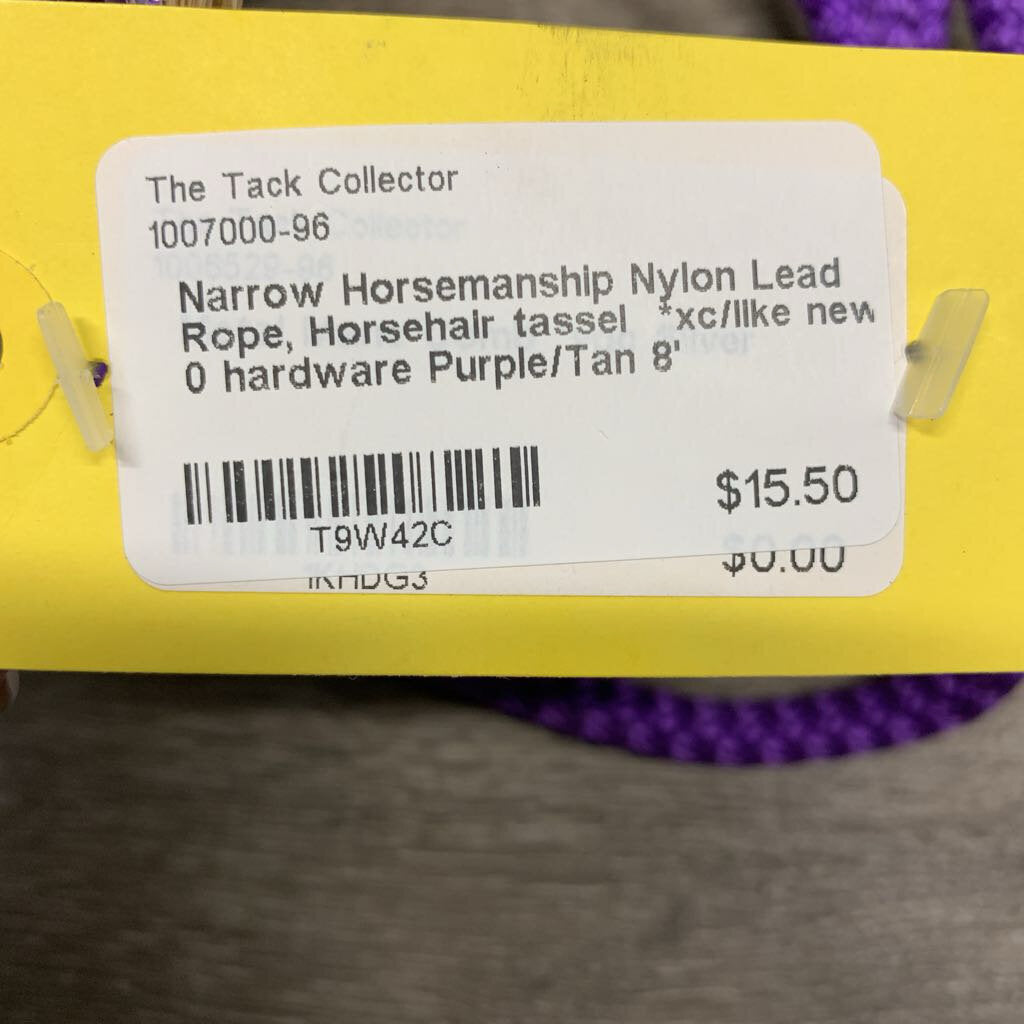 The Tack Collector
1007000-96
Narrow Horsemanship Nylon Lead
Rope, Horsehair tassel *xc/like new
0 hardware Purple/Tan 8'
T9W42C
$15.50
1KHDG3
$0.00